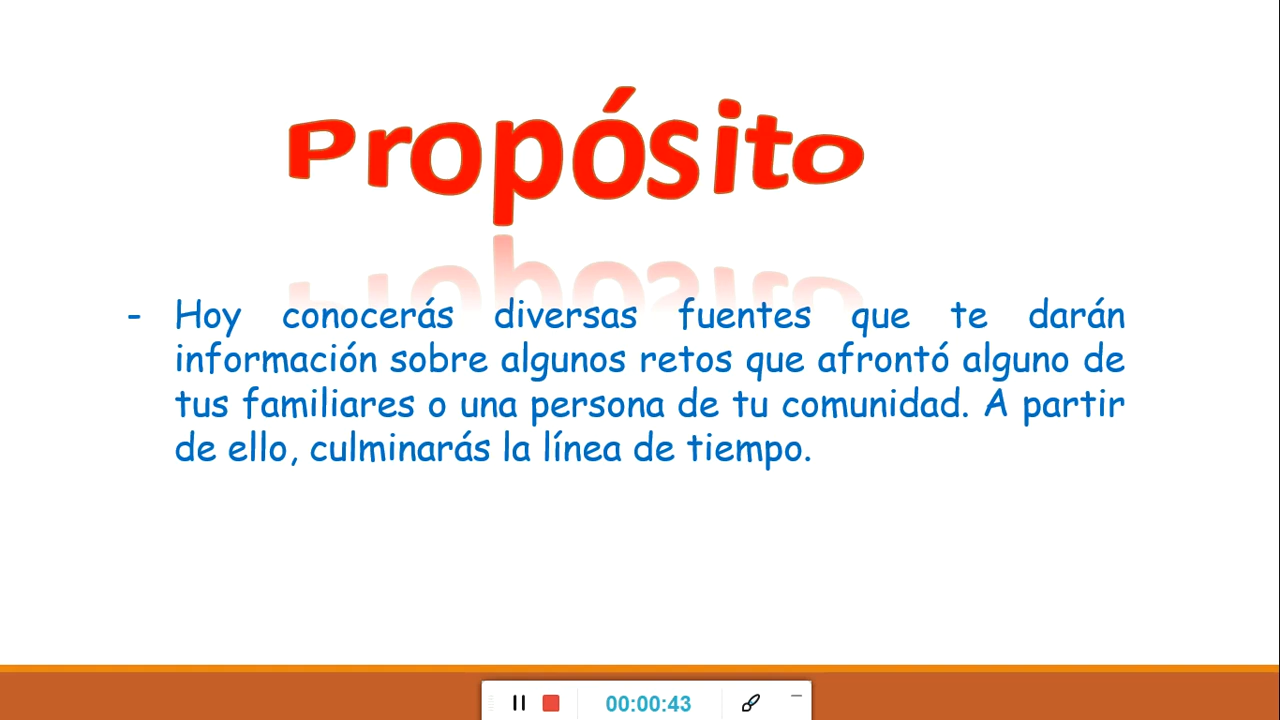 Propósito
- Hoy conocerás diversas fuentes que te darán
información sobre algunos retos que afrontó alguno de
tus familiares o una persona de tu comunidad. A partir
de ello, culminarás la línea de tiempo.
00:00:43